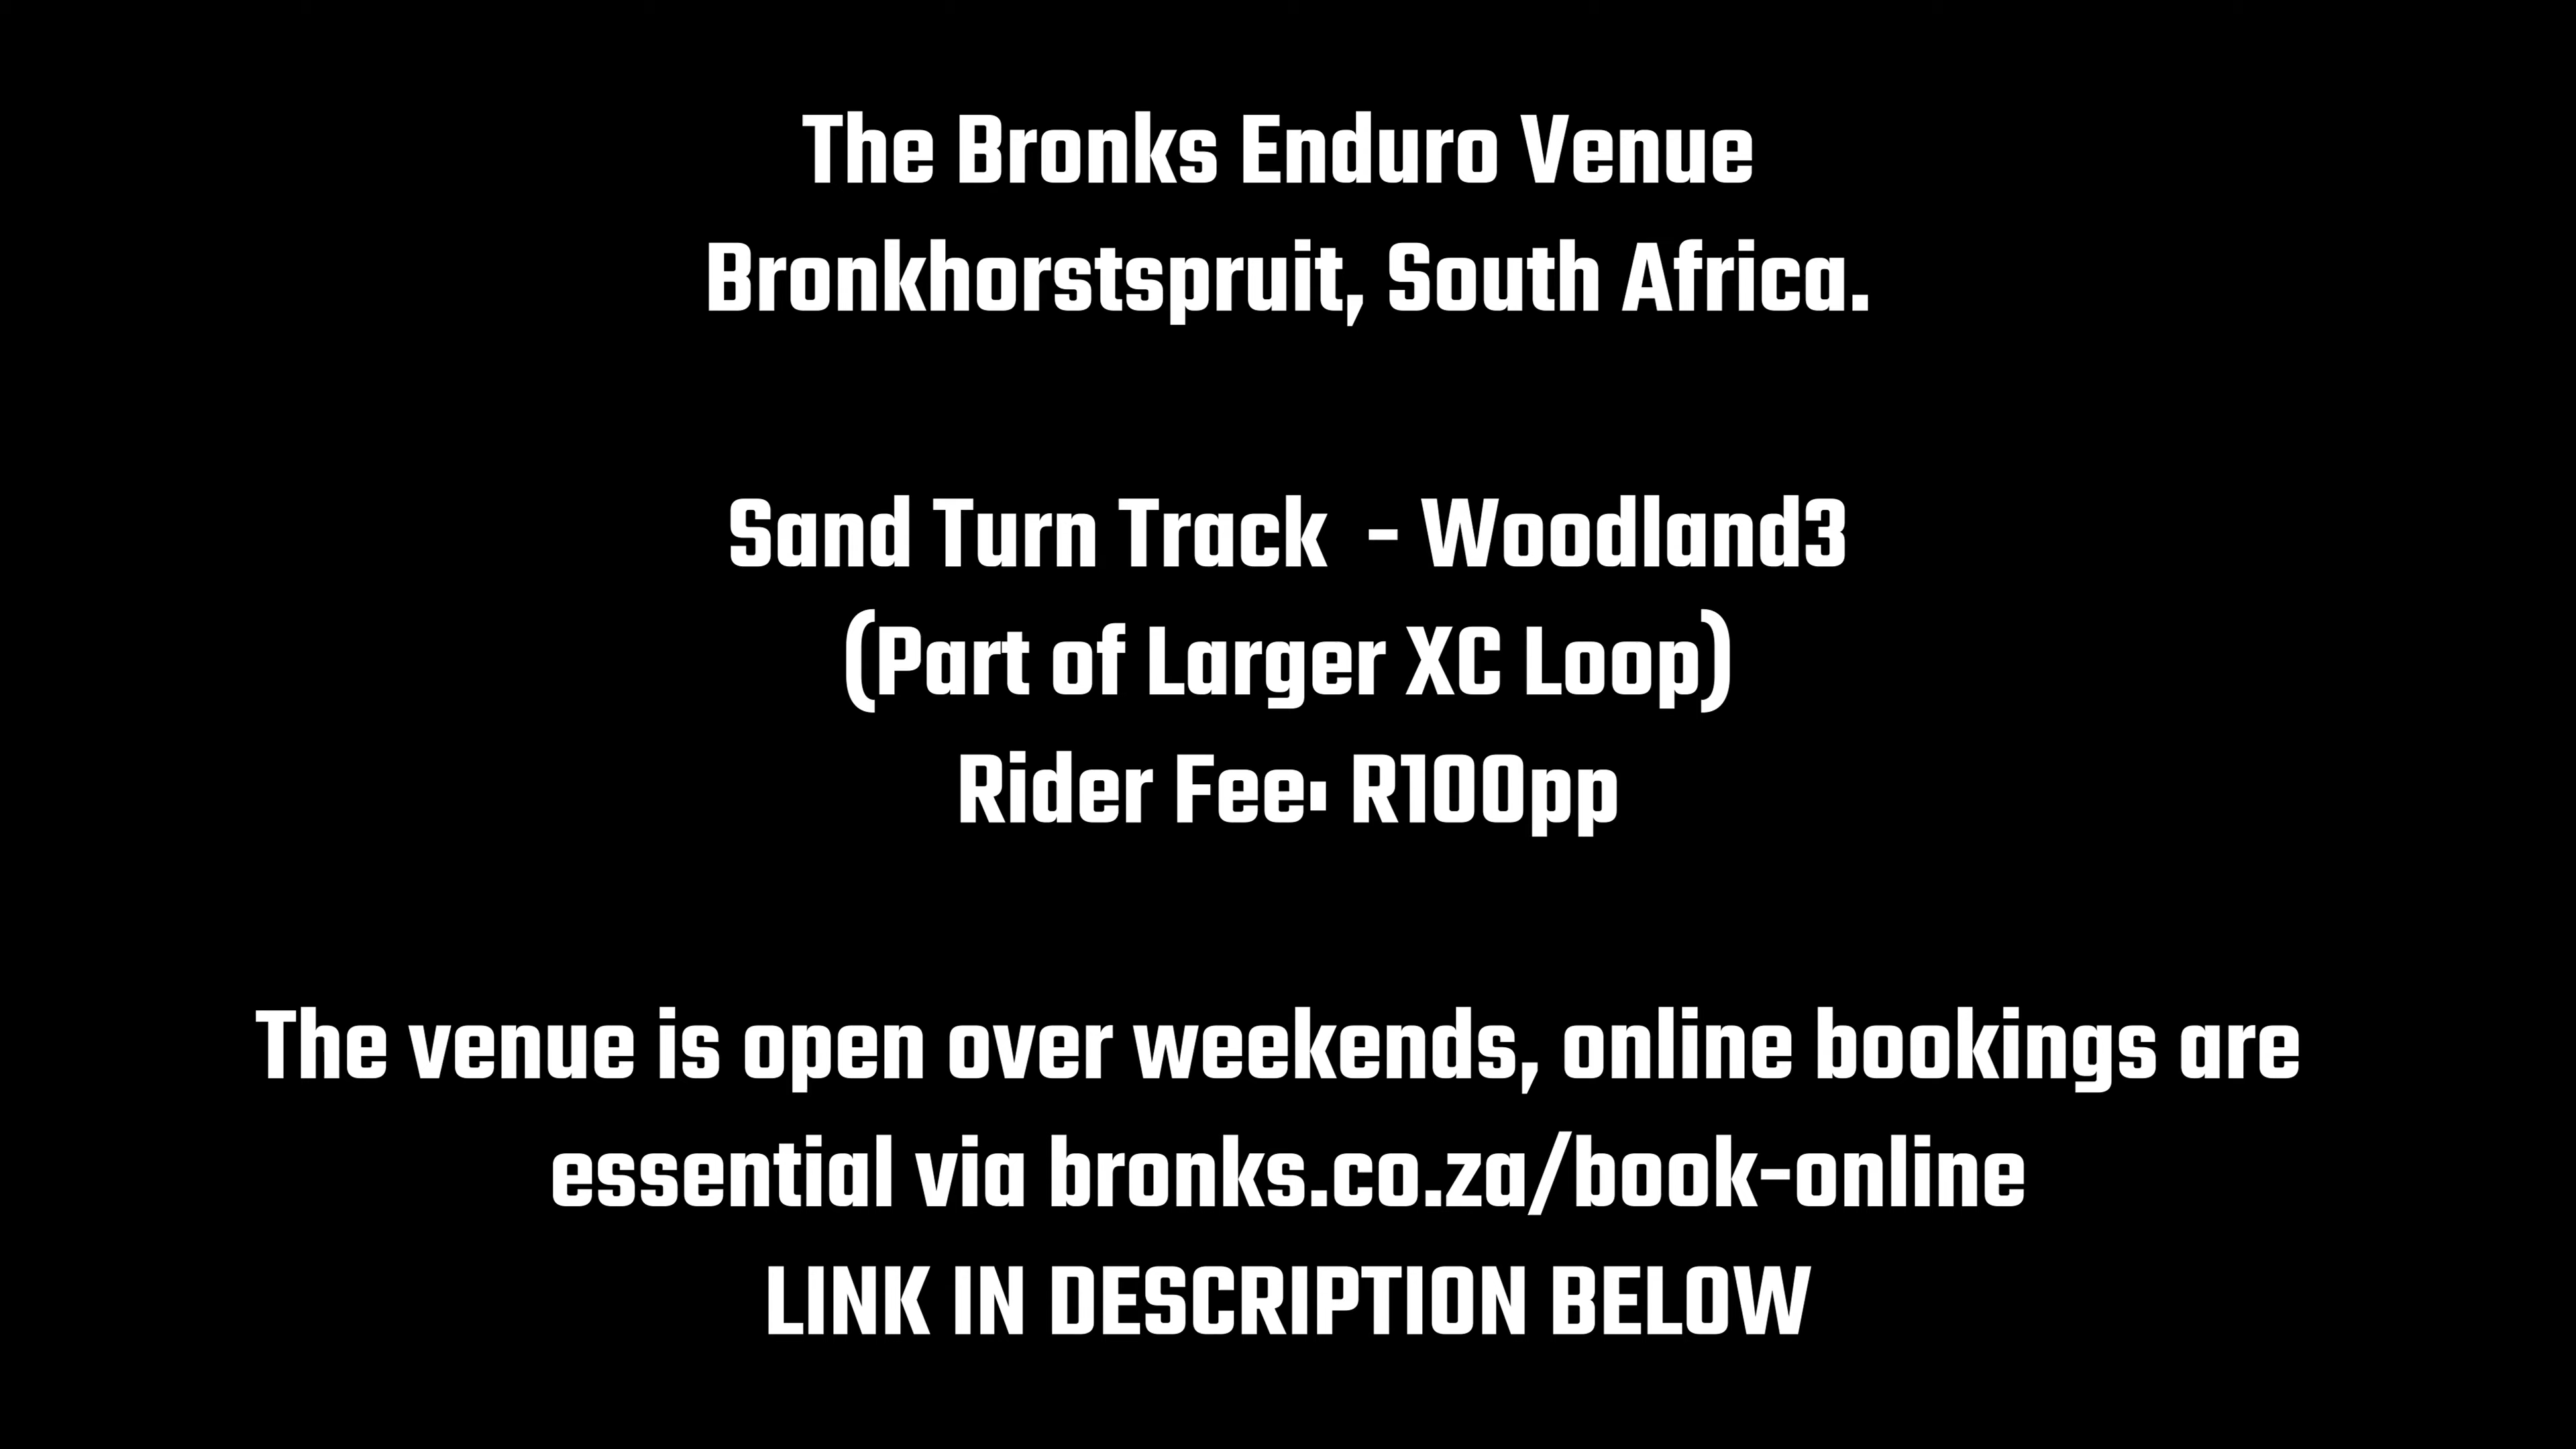 The Bronks Enduro Venue
Bronkhorstspruit, South Africa.
Sand Turn Track  - Woodland3
(Part of Larger XC Loop)
Rider Fee: R100pp
The venue is open over weekends, online bookings are
essential via bronks.co.za/book-online
LINK IN DESCRIPTION BELOW